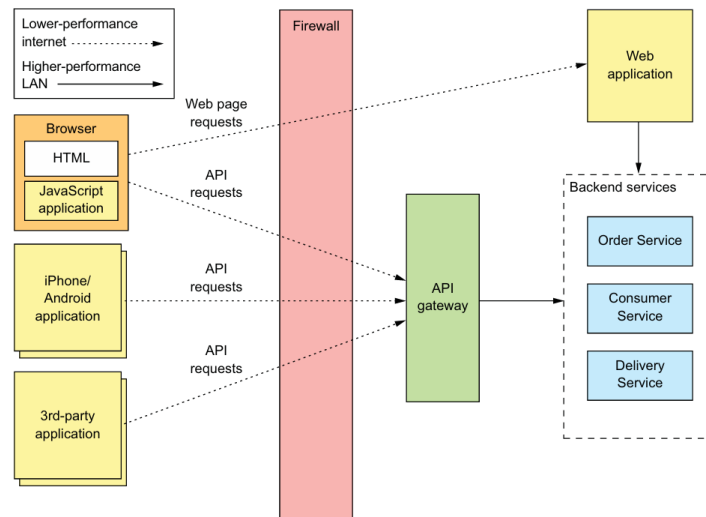 Lower-performance
internet
Higher-performance
LAN
Firewall
Web
application
Web page
requests
Browser
HTML
JavaScript
application
API
requests
Backend services
Order Service
iPhone/
Android
application
API
requests
API
gateway
Consumer
Service
API
requests
Delivery
Service
3rd-party
application